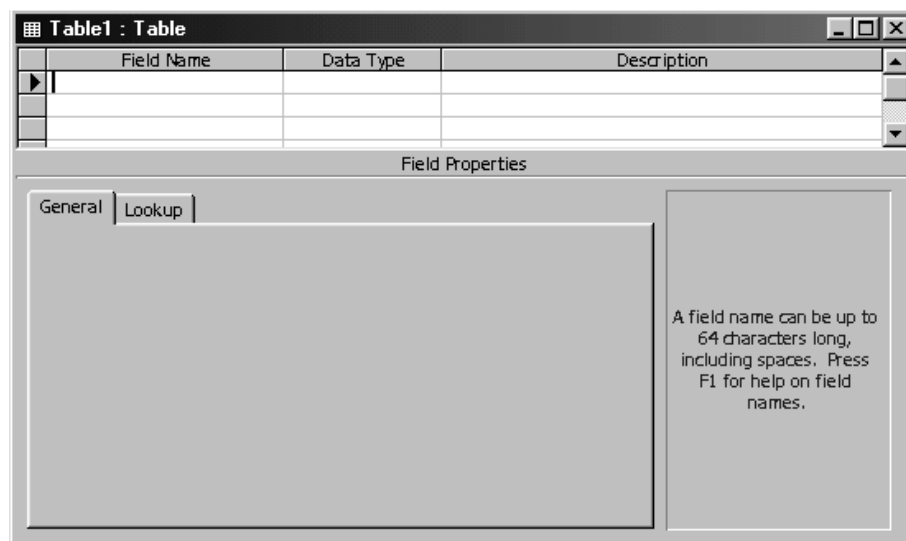 Table1 : Table
Field Name Data Type Description
Field Properties
General Lookup
A field name can be up to
64 characters long,
including spaces. Press
F1 for help on field
names.